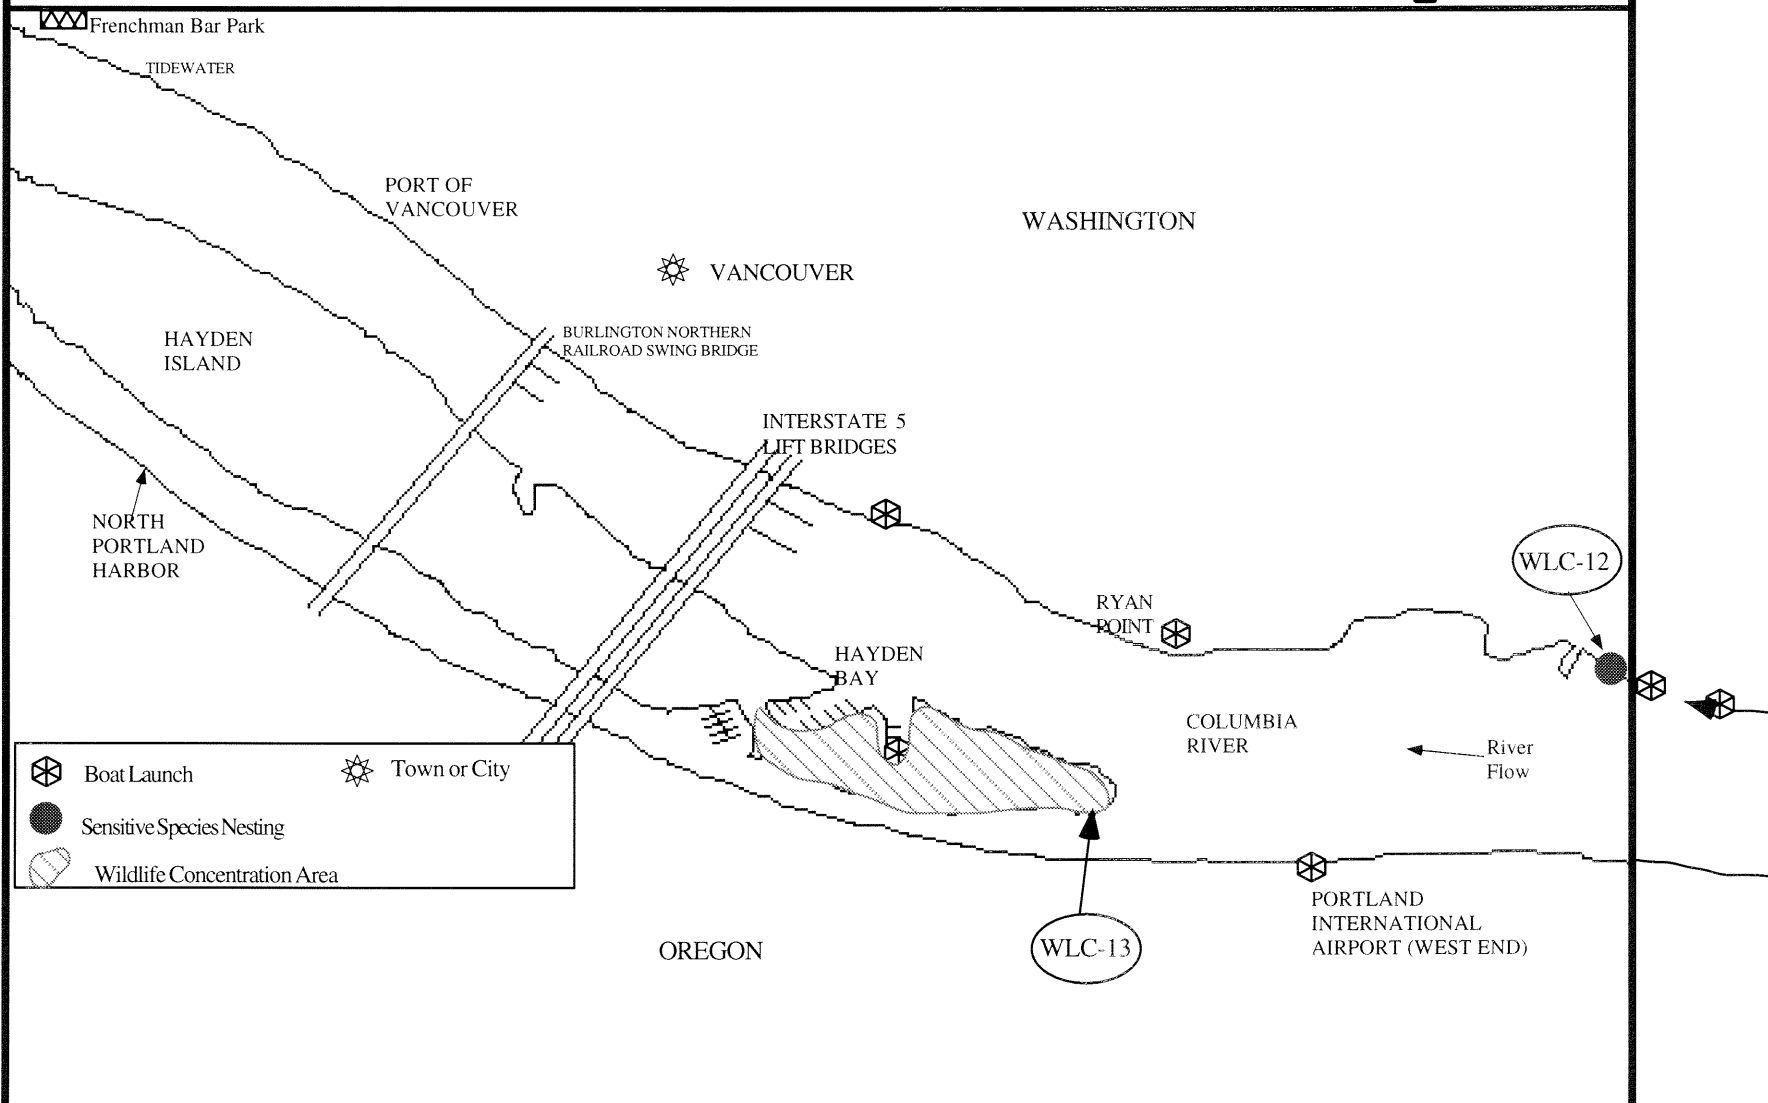 Frenchman Bar Park
TIDEWATER
PORT OF
VANCOUVER
WASHINGTON
VANCOUVER
HAYDEN
ISLAND
BURLINGTON NORTHERN
RAILROAD SWING BRIDGE
INTERSTATE 5
LIFT BRIDGES
NORTH
PORTLAND
HARBOR
WLC-12
RYAN
POINT
HAYDEN
BAY
COLUMBIA
RIVER
River
Flow
Boat Launch
Town or City
Sensitive Species Nesting
Wildlife Concentration Area
PORTLAND
INTERNATIONAL
AIRPORT (WEST END)
OREGON
WLC-13